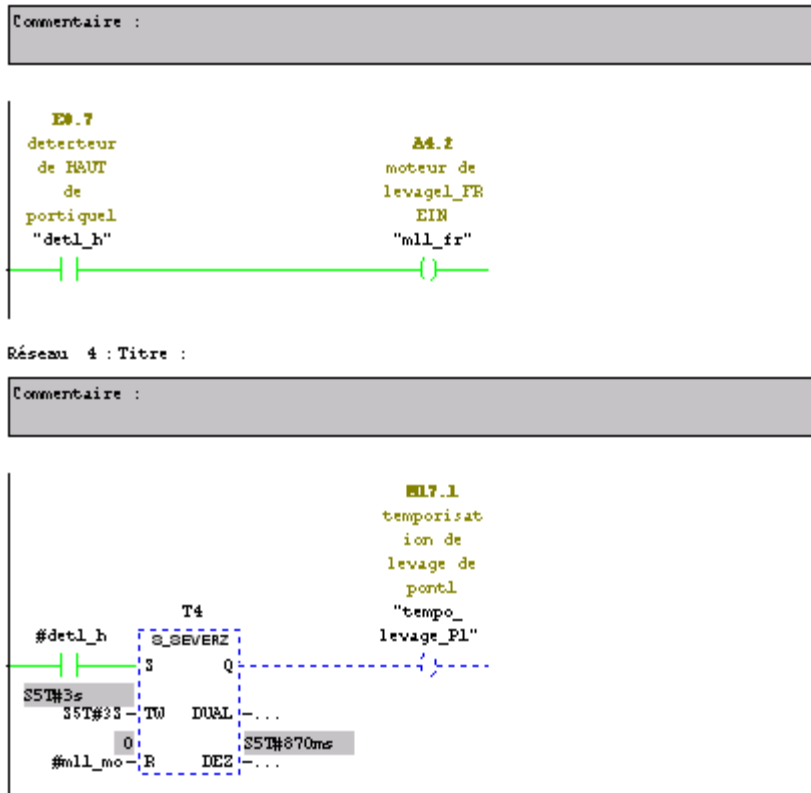 Commentaire :
E0.7
detecteur
de HAUT
de
portique1
"det1_h"
A4.2
moteur de
levage1_FR
EIN
"ml1_fr"
Réseau 4 : Titre :
Commentaire :
M17.1
temporisat
ion de
levage de
pont1
"tempo_
levage_P1"
T4
#det1_h
S_SEVERZ
S
Q
S5T#3s
S5T#3S
TW
DUAL
...
0
S5T#870ms
#ml1_mo
R
DEZ
...